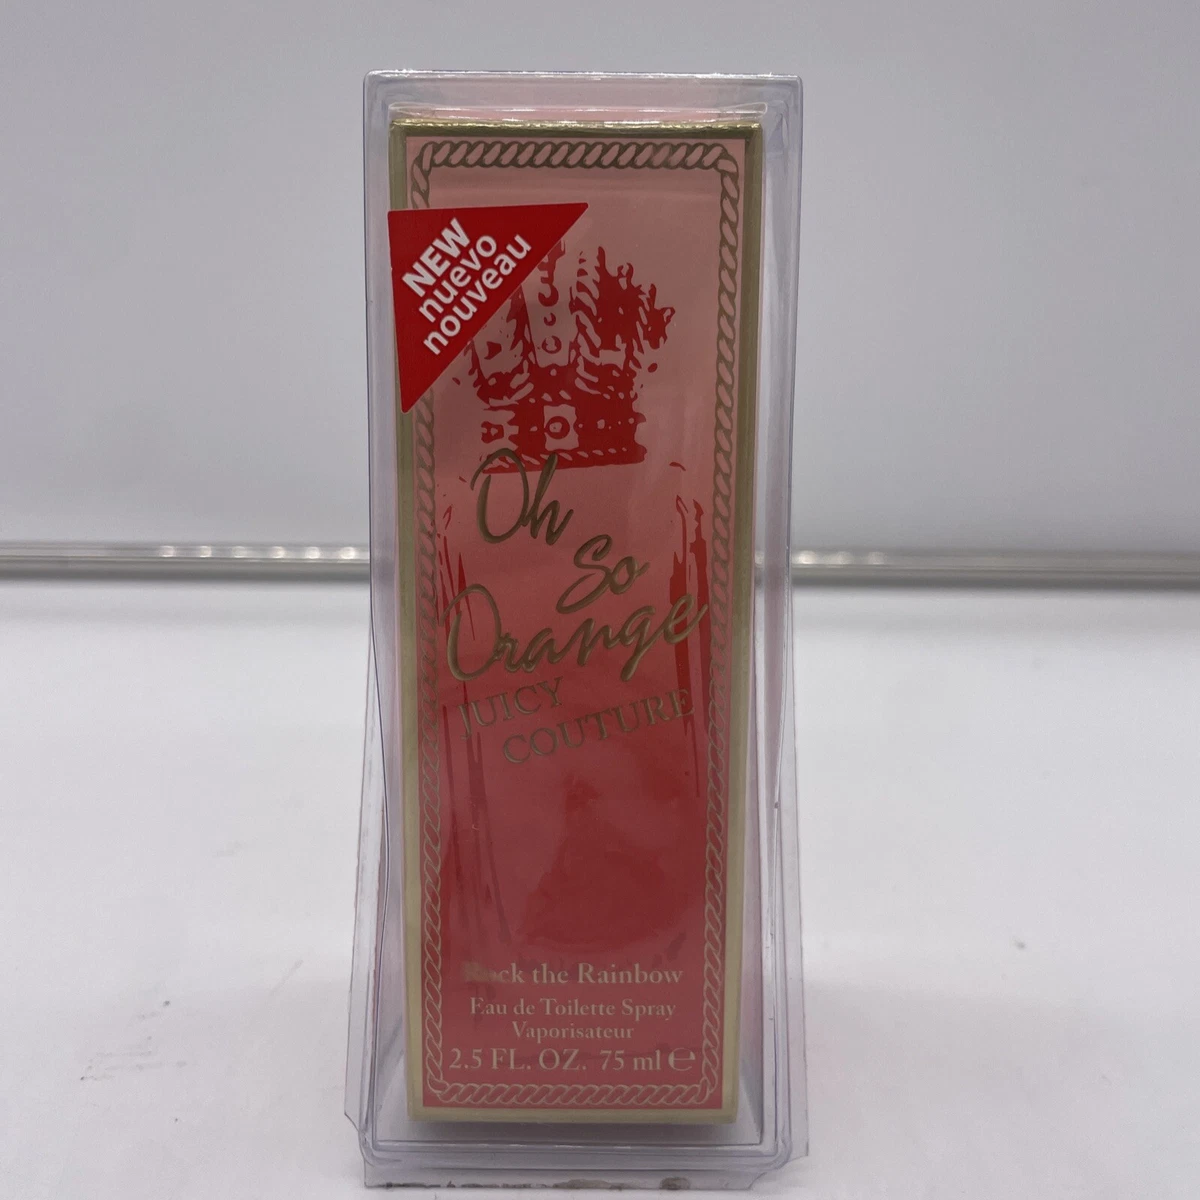 NEW
nuevo
nouveau
Oh
So
Orange
JUICY
COUTURE
Rock the Rainbow
Eau de Toilette Spray
Vaporisateur
2.5 FL. OZ. 75 ml ℮